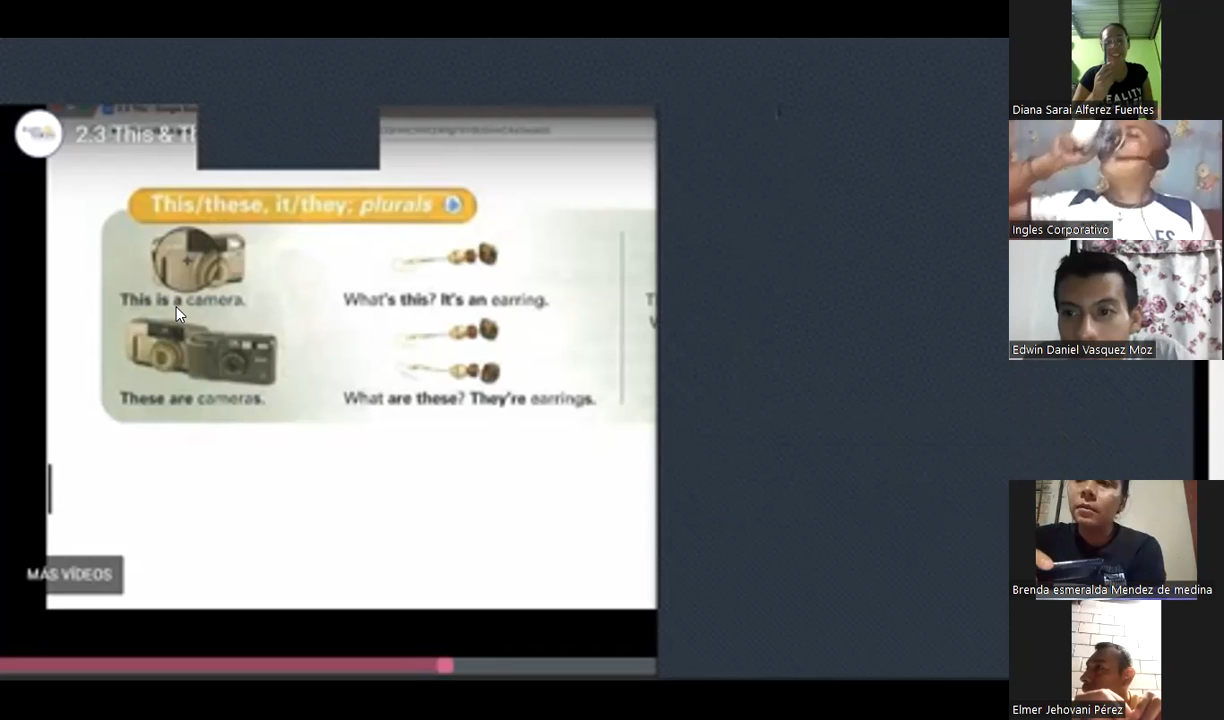 2.3 This & Th
This/these, it/they; plurals
This is a camera.
What's this? It's an earring.
These are cameras.
What are these? They're earrings.
MÁS VÍDEOS
Diana Sarai Alferez Fuentes
Ingles Corporativo
Edwin Daniel Vasquez Moz
Brenda esmeralda Mendez de medina
Elmer Jehovani Pérez